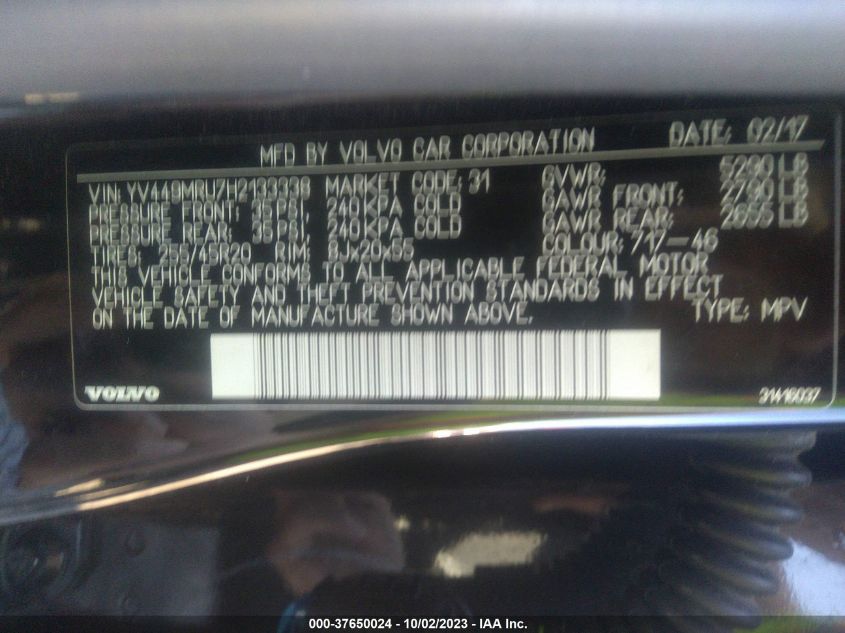 MFD BY VOLVO CAR CORPORATION DATE: 02/17
VIN: MARKET CODE: 31 GVWR: 5290 LB
PRESSURE FRONT: 35 PSI, 240 KPA COLD GAWR FRONT: LB
PRESSURE REAR: 35 PSI, 240 KPA COLD GAWR REAR: LB
TIRES: 255/45R20 RIM: 8Jx20x55 COLOUR: 717-46
THIS VEHICLE CONFORMS TO ALL APPLICABLE FEDERAL MOTOR
VEHICLE SAFETY AND THEFT PREVENTION STANDARDS IN EFFECT
ON THE DATE OF MANUFACTURE SHOWN ABOVE. TYPE: MPV
VOLVO 31416037
000-37650024 - 10/02/2023 - IAA Inc.